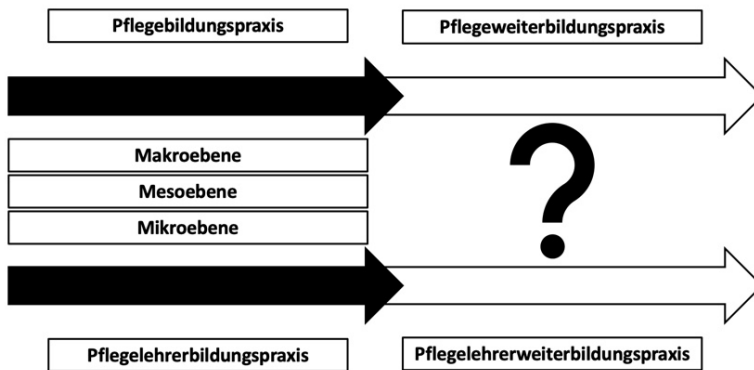 Pflegebildungspraxis
Pflegeweiterbildungspraxis
Makroebene
Mesoebene
Mikroebene
?
Pflegelehrerbildungspraxis
Pflegelehrerweiterbildungspraxis